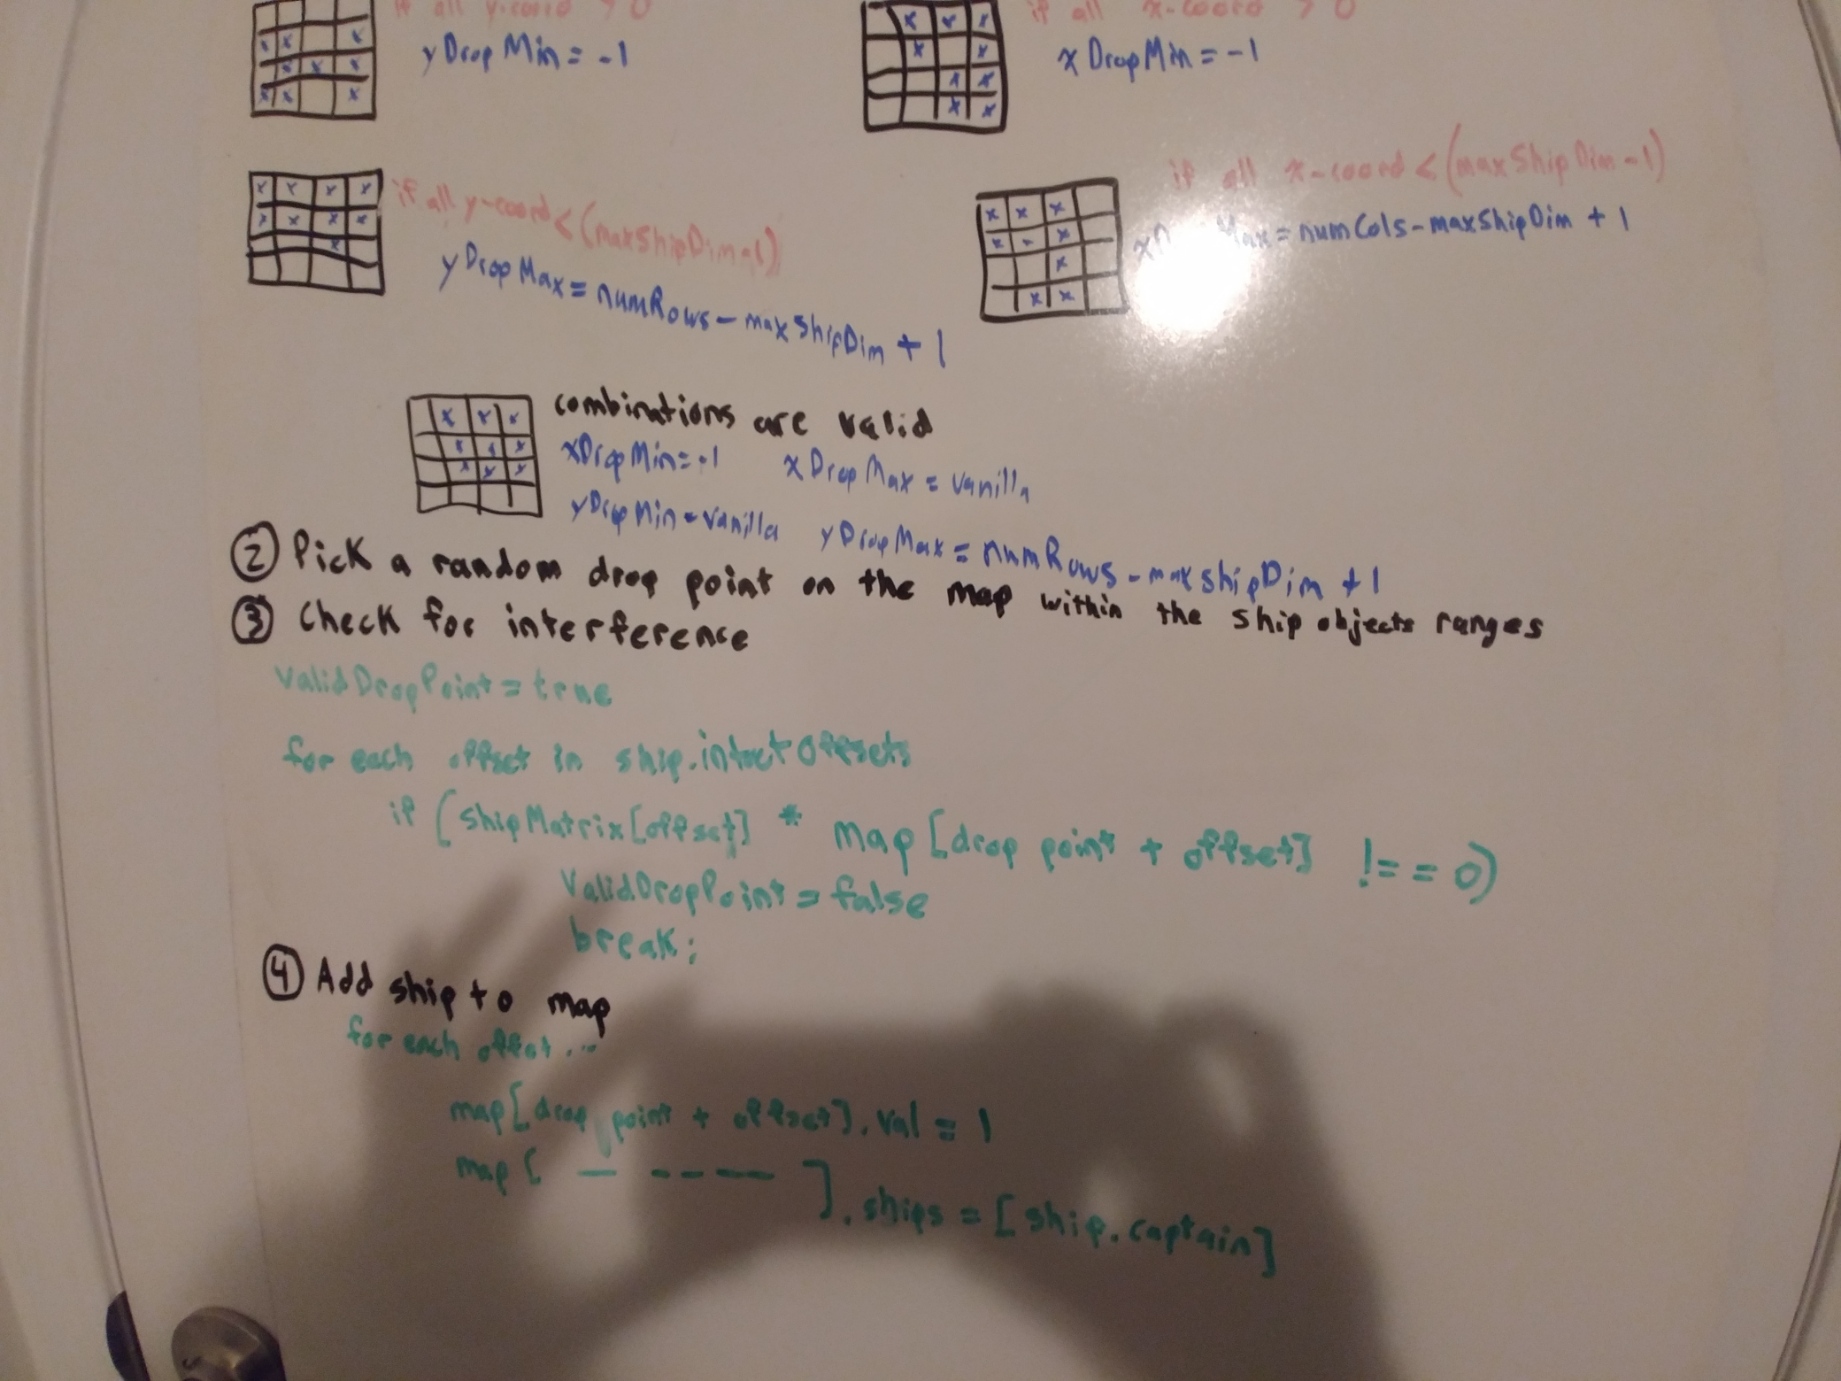 if all y-coord > 0
yDropMin = -1
if all x-coord > 0
xDropMin = -1
if all y-coord < (maxShipDim-1)
yDropMax = numRows - maxShipDim + 1
if all x-coord < (maxShipDim-1)
Max = numCols - maxShipDim + 1
combinations are valid
xDropMin = -1 xDropMax = vanilla
yDropMin = vanilla yDropMax = numRows - maxShipDim + 1
② Pick a random drop point on the map within the ship objects ranges
③ Check for interference
validDropPoint = true
for each offset in ship.intactOffsets
if (shipMatrix[offset] * map[drop point + offset] !== 0)
ValidDropPoint = false
break;
④ Add ship to map
for each offset...
map[drop point + offset].val = 1
map[ — - - - — ].ships = [ship.captain]